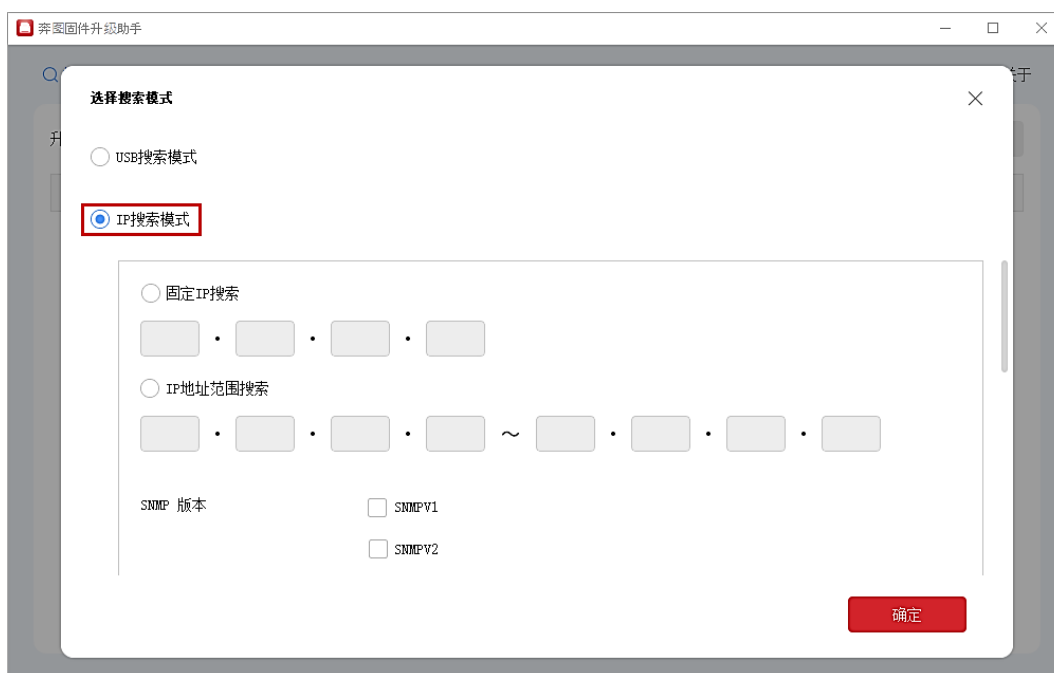 奔图固件升级助手
选择搜索模式
升
USB搜索模式
IP搜索模式
固定IP搜索
IP地址范围搜索
～
SNMP 版本
SNMPV1
SNMPV2
确定